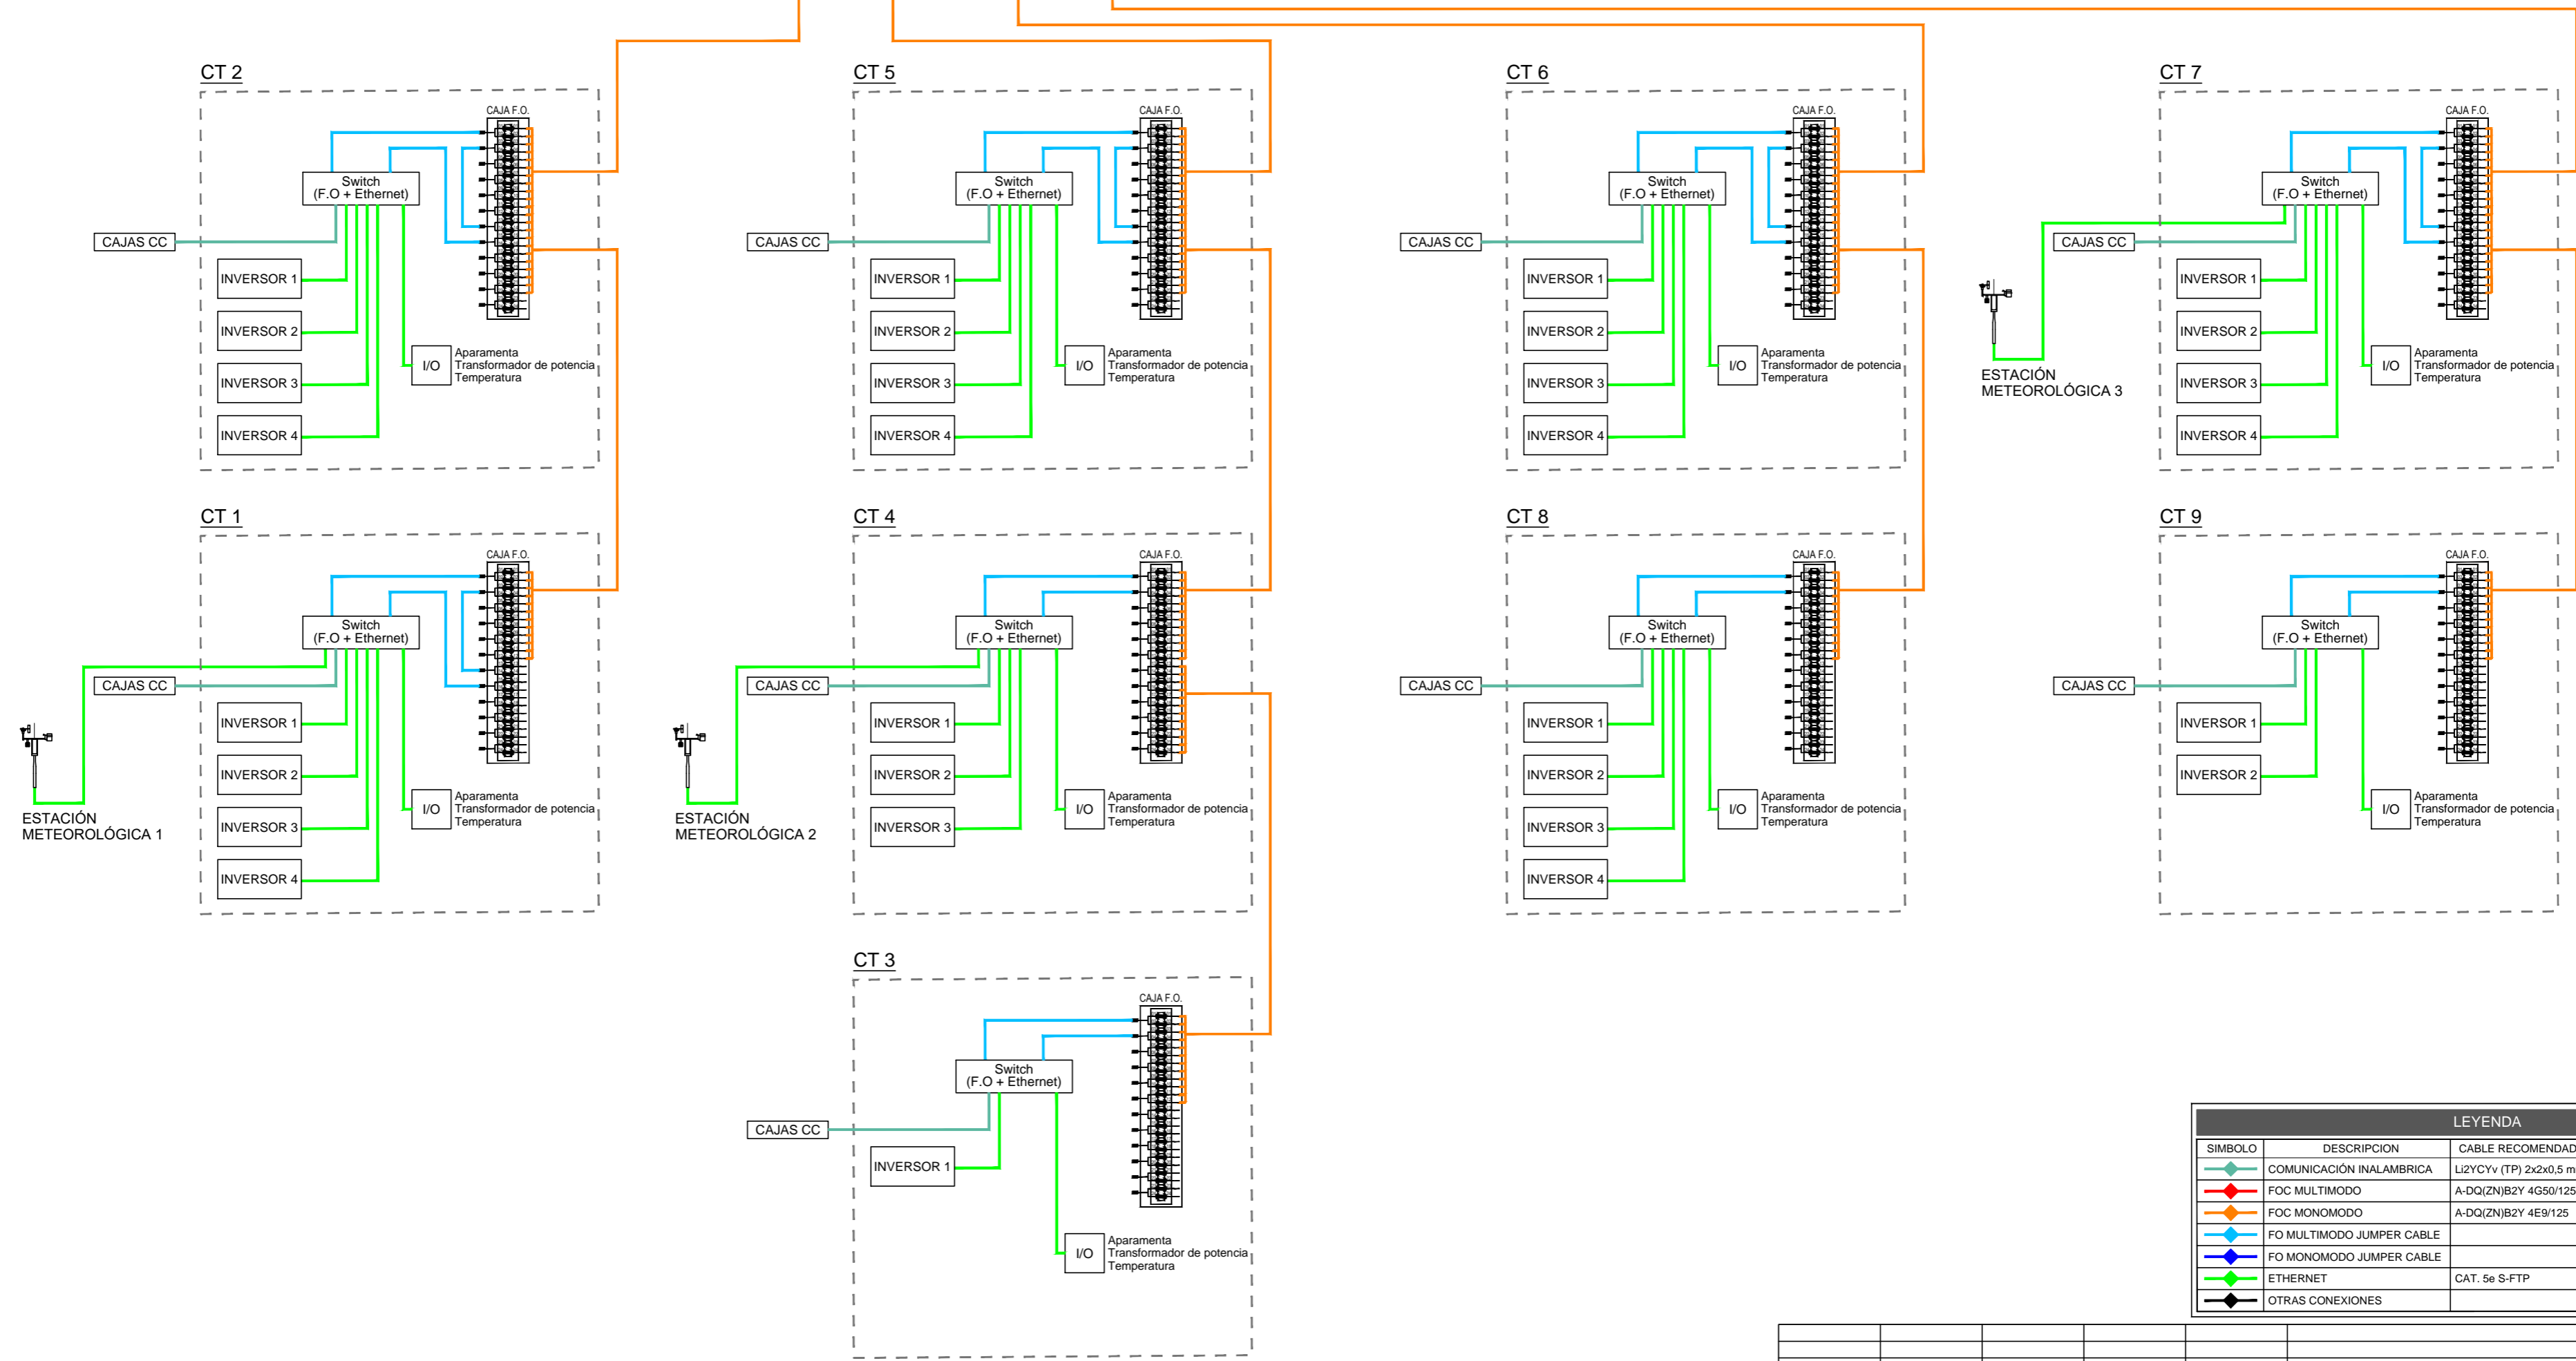 CT 2
CAJA F.O.
Switch
(F.O + Ethernet)
CAJAS CC
INVERSOR 1
INVERSOR 2
INVERSOR 3
INVERSOR 4
I/O
Aparamenta
Transformador de potencia
Temperatura
CT 5
CAJA F.O.
Switch
(F.O + Ethernet)
CAJAS CC
INVERSOR 1
INVERSOR 2
INVERSOR 3
INVERSOR 4
I/O
Aparamenta
Transformador de potencia
Temperatura
CT 6
CAJA F.O.
Switch
(F.O + Ethernet)
CAJAS CC
INVERSOR 1
INVERSOR 2
INVERSOR 3
INVERSOR 4
I/O
Aparamenta
Transformador de potencia
Temperatura
CT 7
CAJA F.O.
Switch
(F.O + Ethernet)
CAJAS CC
ESTACIÓN
METEOROLÓGICA 3
INVERSOR 1
INVERSOR 2
INVERSOR 3
INVERSOR 4
I/O
Aparamenta
Transformador de potencia
Temperatura
CT 1
CAJA F.O.
Switch
(F.O + Ethernet)
CAJAS CC
ESTACIÓN
METEOROLÓGICA 1
INVERSOR 1
INVERSOR 2
INVERSOR 3
INVERSOR 4
I/O
Aparamenta
Transformador de potencia
Temperatura
CT 4
CAJA F.O.
Switch
(F.O + Ethernet)
CAJAS CC
ESTACIÓN
METEOROLÓGICA 2
INVERSOR 1
INVERSOR 2
INVERSOR 3
I/O
Aparamenta
Transformador de potencia
Temperatura
CT 8
CAJA F.O.
Switch
(F.O + Ethernet)
CAJAS CC
INVERSOR 1
INVERSOR 2
INVERSOR 3
INVERSOR 4
I/O
Aparamenta
Transformador de potencia
Temperatura
CT 9
CAJA F.O.
Switch
(F.O + Ethernet)
CAJAS CC
INVERSOR 1
INVERSOR 2
I/O
Aparamenta
Transformador de potencia
Temperatura
CT 3
CAJA F.O.
Switch
(F.O + Ethernet)
CAJAS CC
INVERSOR 1
I/O
Aparamenta
Transformador de potencia
Temperatura
LEYENDA
SIMBOLO DESCRIPCION CABLE RECOMENDAD
COMUNICACIÓN INALAMBRICA Li2YCYv (TP) 2x2x0,5 m
FOC MULTIMODO A-DQ(ZN)B2Y 4G50/125
FOC MONOMODO A-DQ(ZN)B2Y 4E9/125
FO MULTIMODO JUMPER CABLE
FO MONOMODO JUMPER CABLE
ETHERNET CAT. 5e S-FTP
OTRAS CONEXIONES